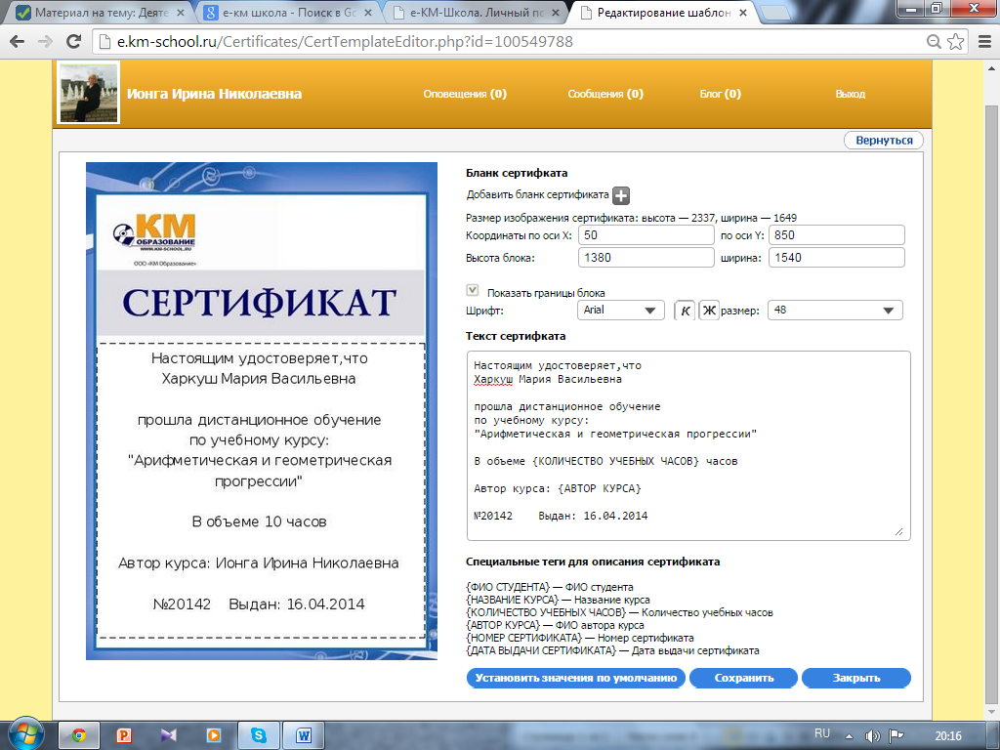 Материал на тему: Деяте
е-км школа - Поиск в Go
е-КМ-Школа. Личный по
Редактирование шаблон
e.km-school.ru/Certificates/CertTemplateEditor.php?id=100549788
Ионга Ирина Николаевна
Оповещения (0)
Сообщения (0)
Блог (0)
Выход
Вернуться
КМ
ОБРАЗОВАНИЕ
WWW.KM-SCHOOL.RU
ООО «КМ Образование»
СЕРТИФИКАТ
Настоящим удостоверяет,что
Харкуш Мария Васильевна
прошла дистанционное обучение
по учебному курсу:
"Арифметическая и геометрическая
прогрессии"
В объеме 10 часов
Автор курса: Ионга Ирина Николаевна
№20142 Выдан: 16.04.2014
Бланк сертифката
Добавить бланк сертификата
Размер изображения сертификата: высота — 2337, ширина — 1649
Координаты по оси X: 50 по оси Y: 850
Высота блока: 1380 ширина: 1540
Показать границы блока
Шрифт: Arial К Ж размер: 48
Текст сертифката
Настоящим удостоверяет,что
Харкуш Мария Васильевна
прошла дистанционное обучение
по учебному курсу:
"Арифметическая и геометрическая прогрессии"
В объеме {КОЛИЧЕСТВО УЧЕБНЫХ ЧАСОВ} часов
Автор курса: {АВТОР КУРСА}
№20142 Выдан: 16.04.2014
Специальные теги для описания сертификата
{ФИО СТУДЕНТА} — ФИО студента
{НАЗВАНИЕ КУРСА} — Название курса
{КОЛИЧЕСТВО УЧЕБНЫХ ЧАСОВ} — Количество учебных часов
{АВТОР КУРСА} — ФИО автора курса
{НОМЕР СЕРТИФИКАТА} — Номер сертификата
{ДАТА ВЫДАЧИ СЕРТИФИКАТА} — Дата выдачи сертификата
Установить значения по умолчанию
Сохранить
Закрыть
RU
20:16